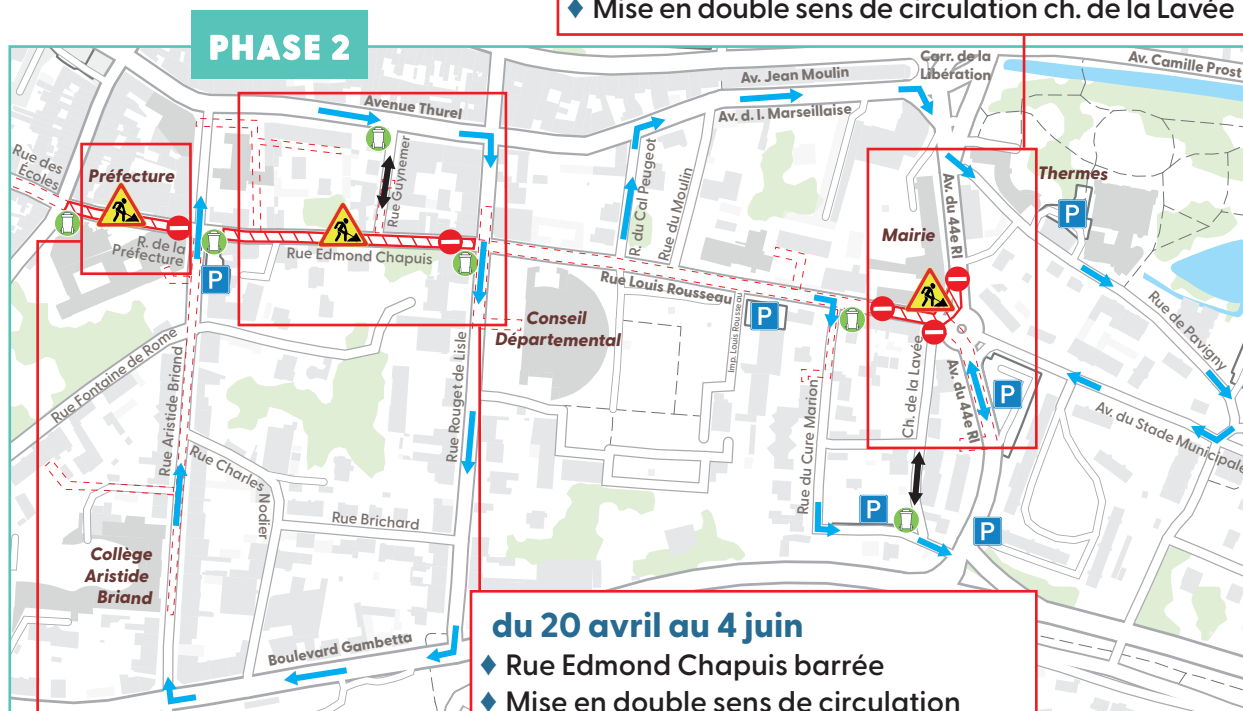 ♦ Mise en double sens de circulation ch. de la Lavée
PHASE 2
Carr. de la
Libération
Av. Camille Prost
Av. Jean Moulin
Avenue Thurel
Av. d. l. Marseillaise
Rue des
Écoles
Préfecture
Rue Guynemer
R. du Cal Peugeot
Rue du Moulin
Av. du 44e RI
Thermes
P
Mairie
R. de la
Préfecture
Rue Edmond Chapuis
P
Rue Louis Rousseau
Imp. Louis Rousseau
P
Conseil
Départemental
Rue de Pavigny
Rue Fontaine de Rome
Rue Aristide Briand
Rue Rouget de Lisle
Ch. de la Lavée
Av. du 44e RI
P
Rue du Cure Marion
Av. du Stade Municipale
Rue Charles Nodier
Rue Brichard
P
P
Collège
Aristide
Briand
Boulevard Gambetta
du 20 avril au 4 juin
♦ Rue Edmond Chapuis barrée
♦ Mise en double sens de circulation